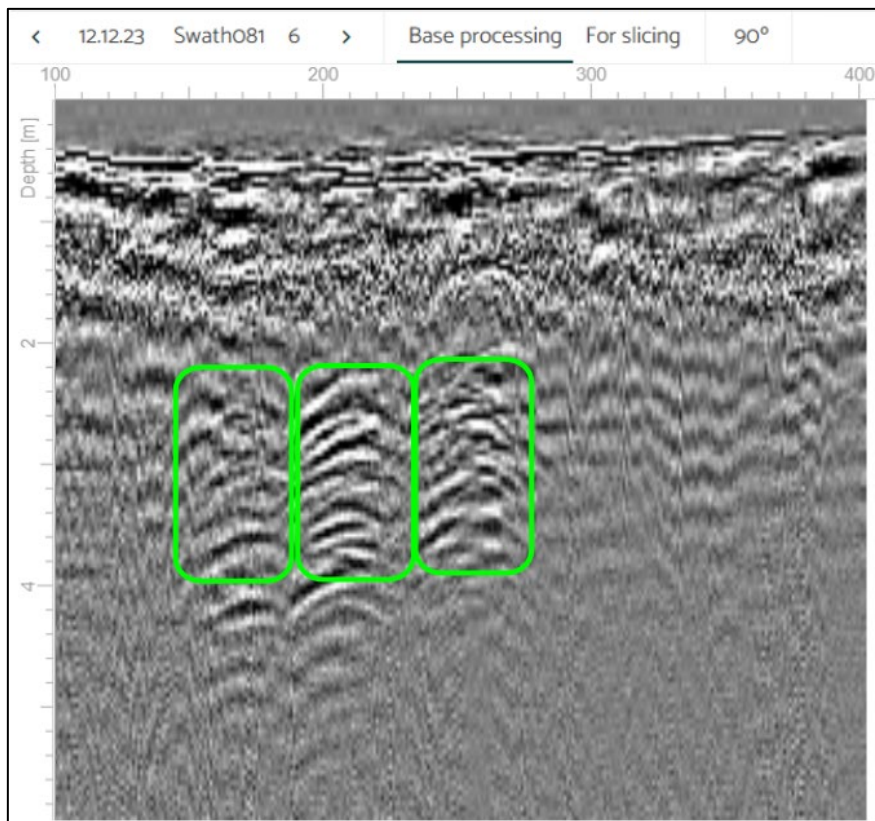 12.12.23 Swath081 6 Base processing For slicing 90°
100 200 300 400
Depth [m]
2
4